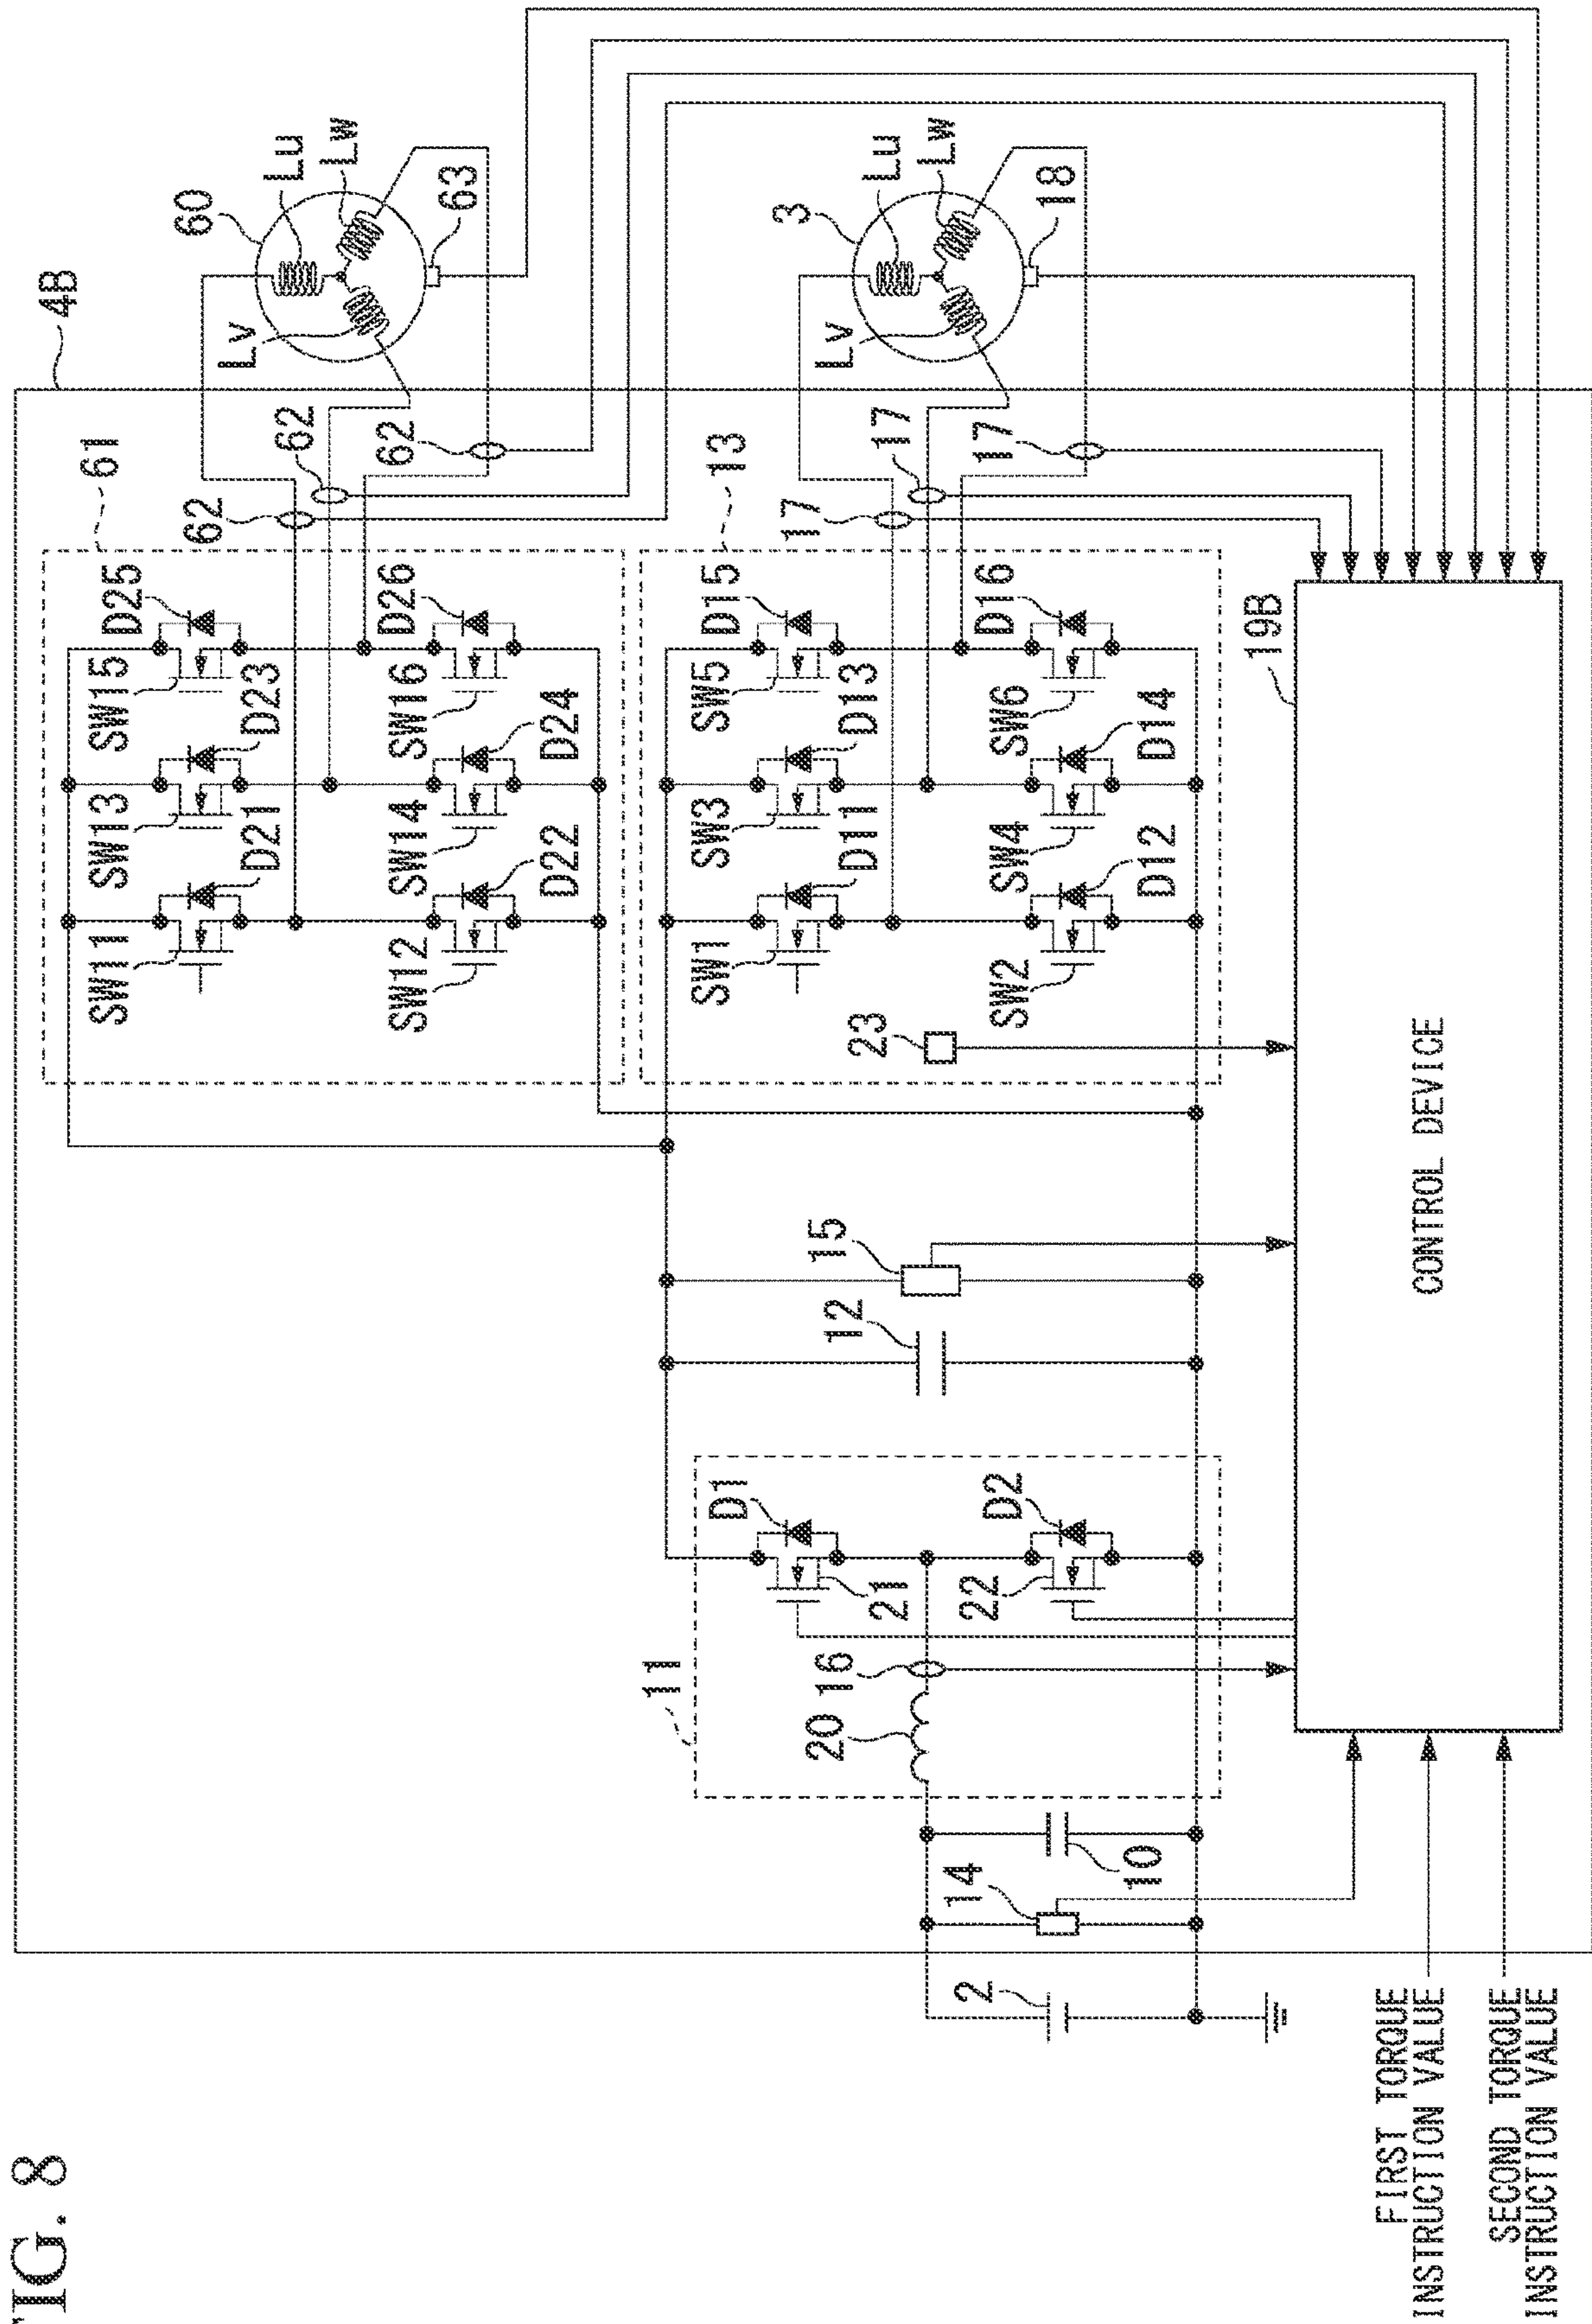 FIG. 8
4B
61
60
Lu
Lw
Lv
63
62
62
62
SW11
D21
SW13
D23
SW15
D25
SW12
D22
SW14
D24
SW16
D26
13
3
Lu
Lw
Lv
18
17
17
17
SW1
D11
SW3
D13
SW5
D15
SW2
D12
SW4
D14
SW6
D16
23
11
D1
21
D2
22
20
16
12
15
14
10
2
19B
CONTROL DEVICE
FIRST TORQUE
INSTRUCTION VALUE
SECOND TORQUE
INSTRUCTION VALUE